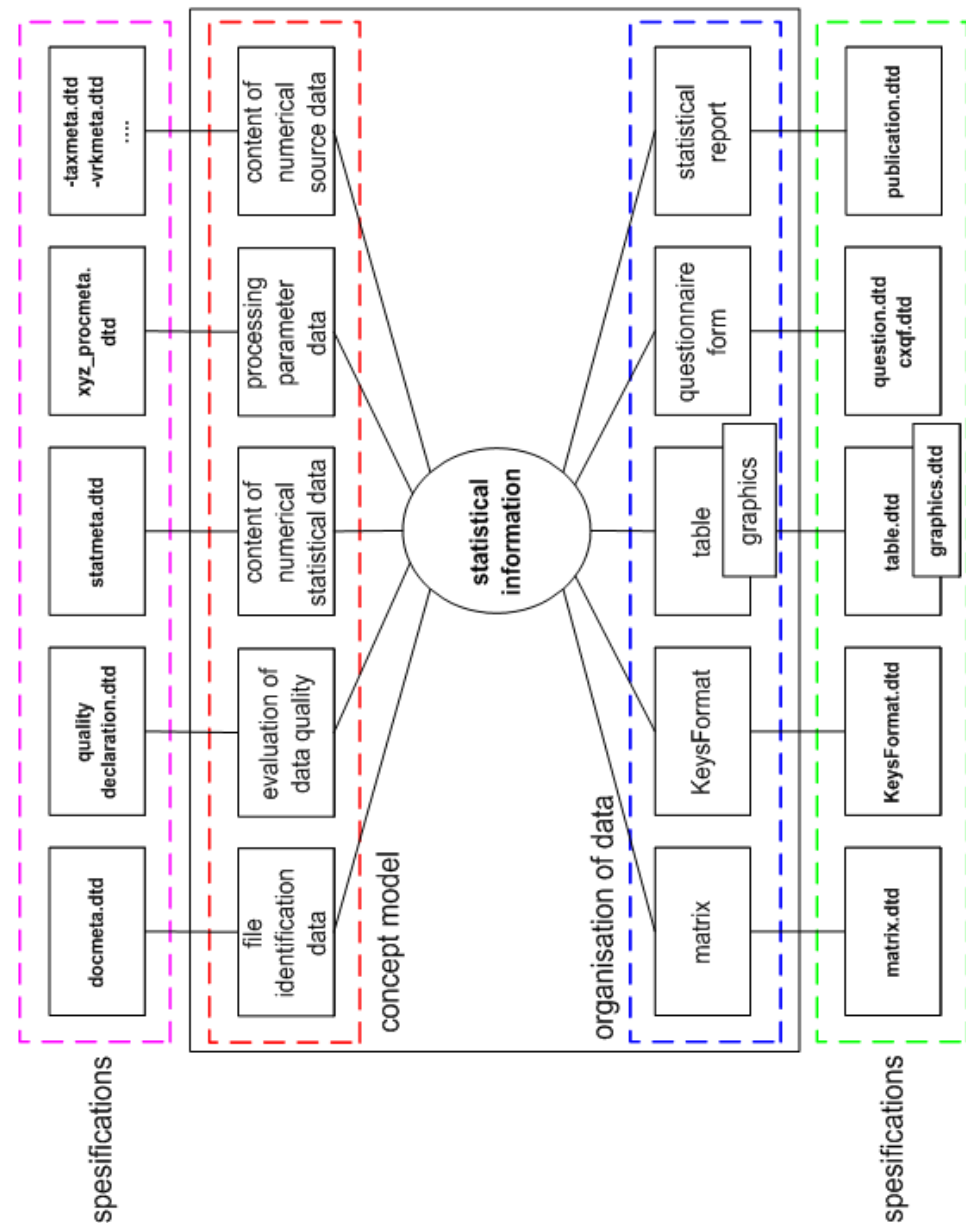 spesifications
docmeta.dtd
quality
declaration.dtd
statmeta.dtd
xyz_procmeta.
dtd
-taxmeta.dtd
-vrkmeta.dtd
....
file
identification
data
evaluation of
data quality
content of
numerical
statistical data
processing
parameter
data
content of
numerical
source data
concept model
statistical
information
organisation of data
matrix
KeysFormat
table
graphics
questionnaire
form
statistical
report
spesifications
matrix.dtd
KeysFormat.dtd
table.dtd
graphics.dtd
question.dtd
cxqf.dtd
publication.dtd